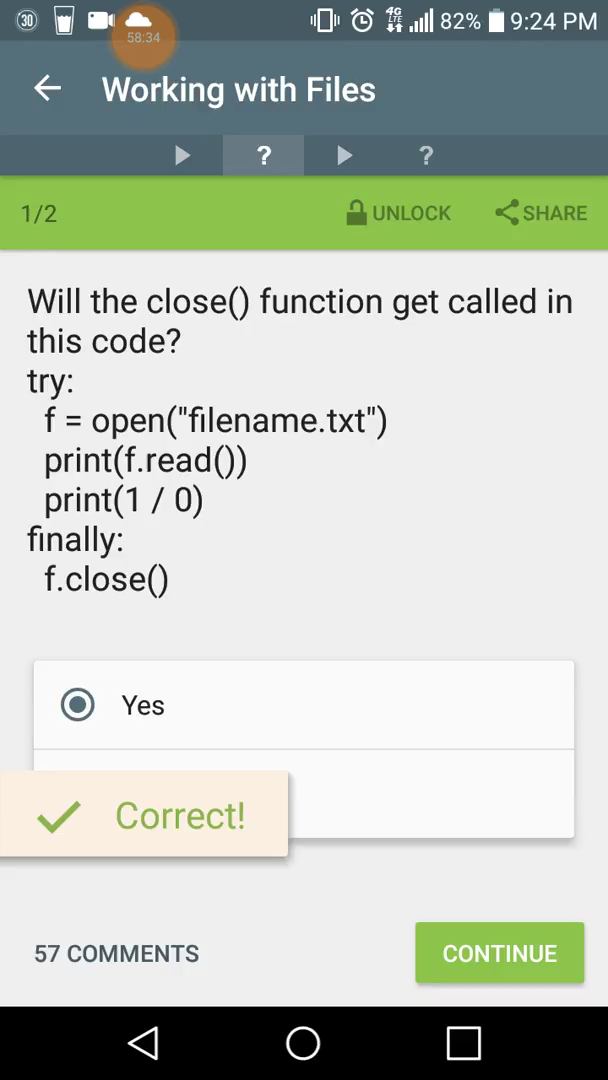 30
58:34
4G
LTE
82%
9:24 PM
Working with Files
?
?
1/2
UNLOCK
SHARE
Will the close() function get called in
this code?
try:
  f = open("filename.txt")
  print(f.read())
  print(1 / 0)
finally:
  f.close()
Yes
Correct!
57 COMMENTS
CONTINUE